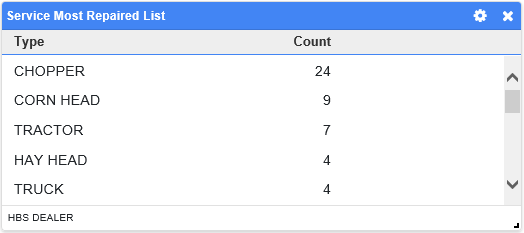 Service Most Repaired List
Type Count
CHOPPER 24
CORN HEAD 9
TRACTOR 7
HAY HEAD 4
TRUCK 4
HBS DEALER